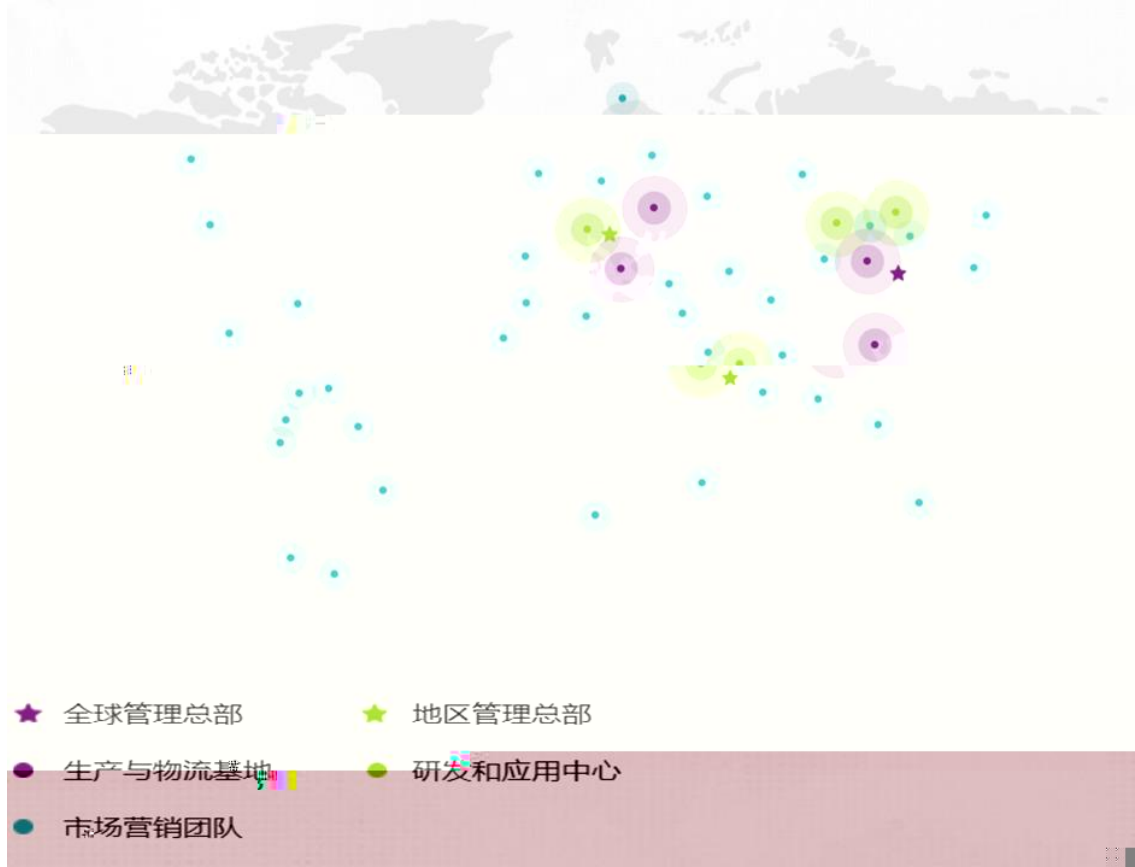 全球管理总部
地区管理总部
生产与物流基地
研发和应用中心
市场营销团队